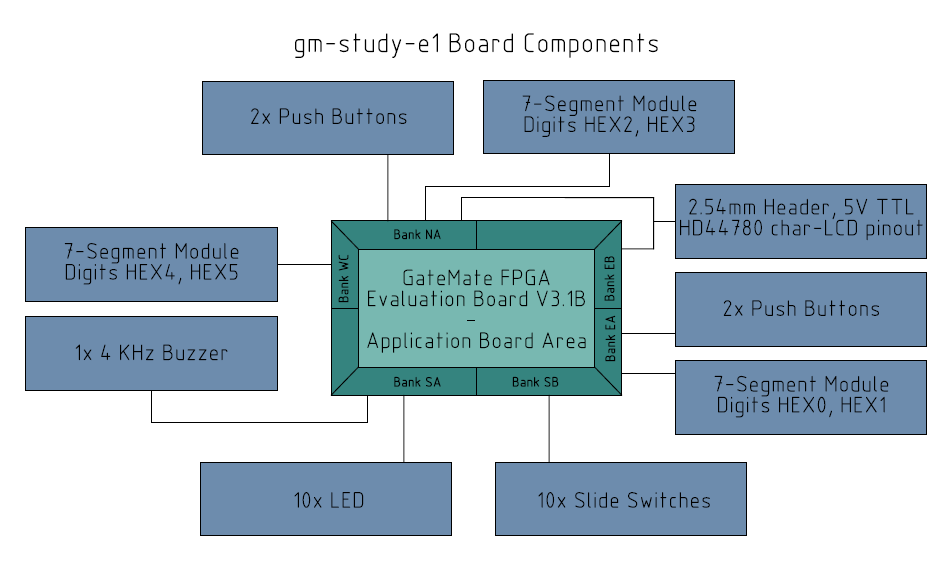 gm-study-e1 Board Components
2x Push Buttons
7-Segment Module
Digits HEX2, HEX3
2.54mm Header, 5V TTL
HD44780 char-LCD pinout
7-Segment Module
Digits HEX4, HEX5
Bank NA
Bank WC
Bank EB
GateMate FPGA
Evaluation Board V3.1B
–
Application Board Area
Bank EA
2x Push Buttons
1x 4 KHz Buzzer
Bank SA
Bank SB
7-Segment Module
Digits HEX0, HEX1
10x LED
10x Slide Switches